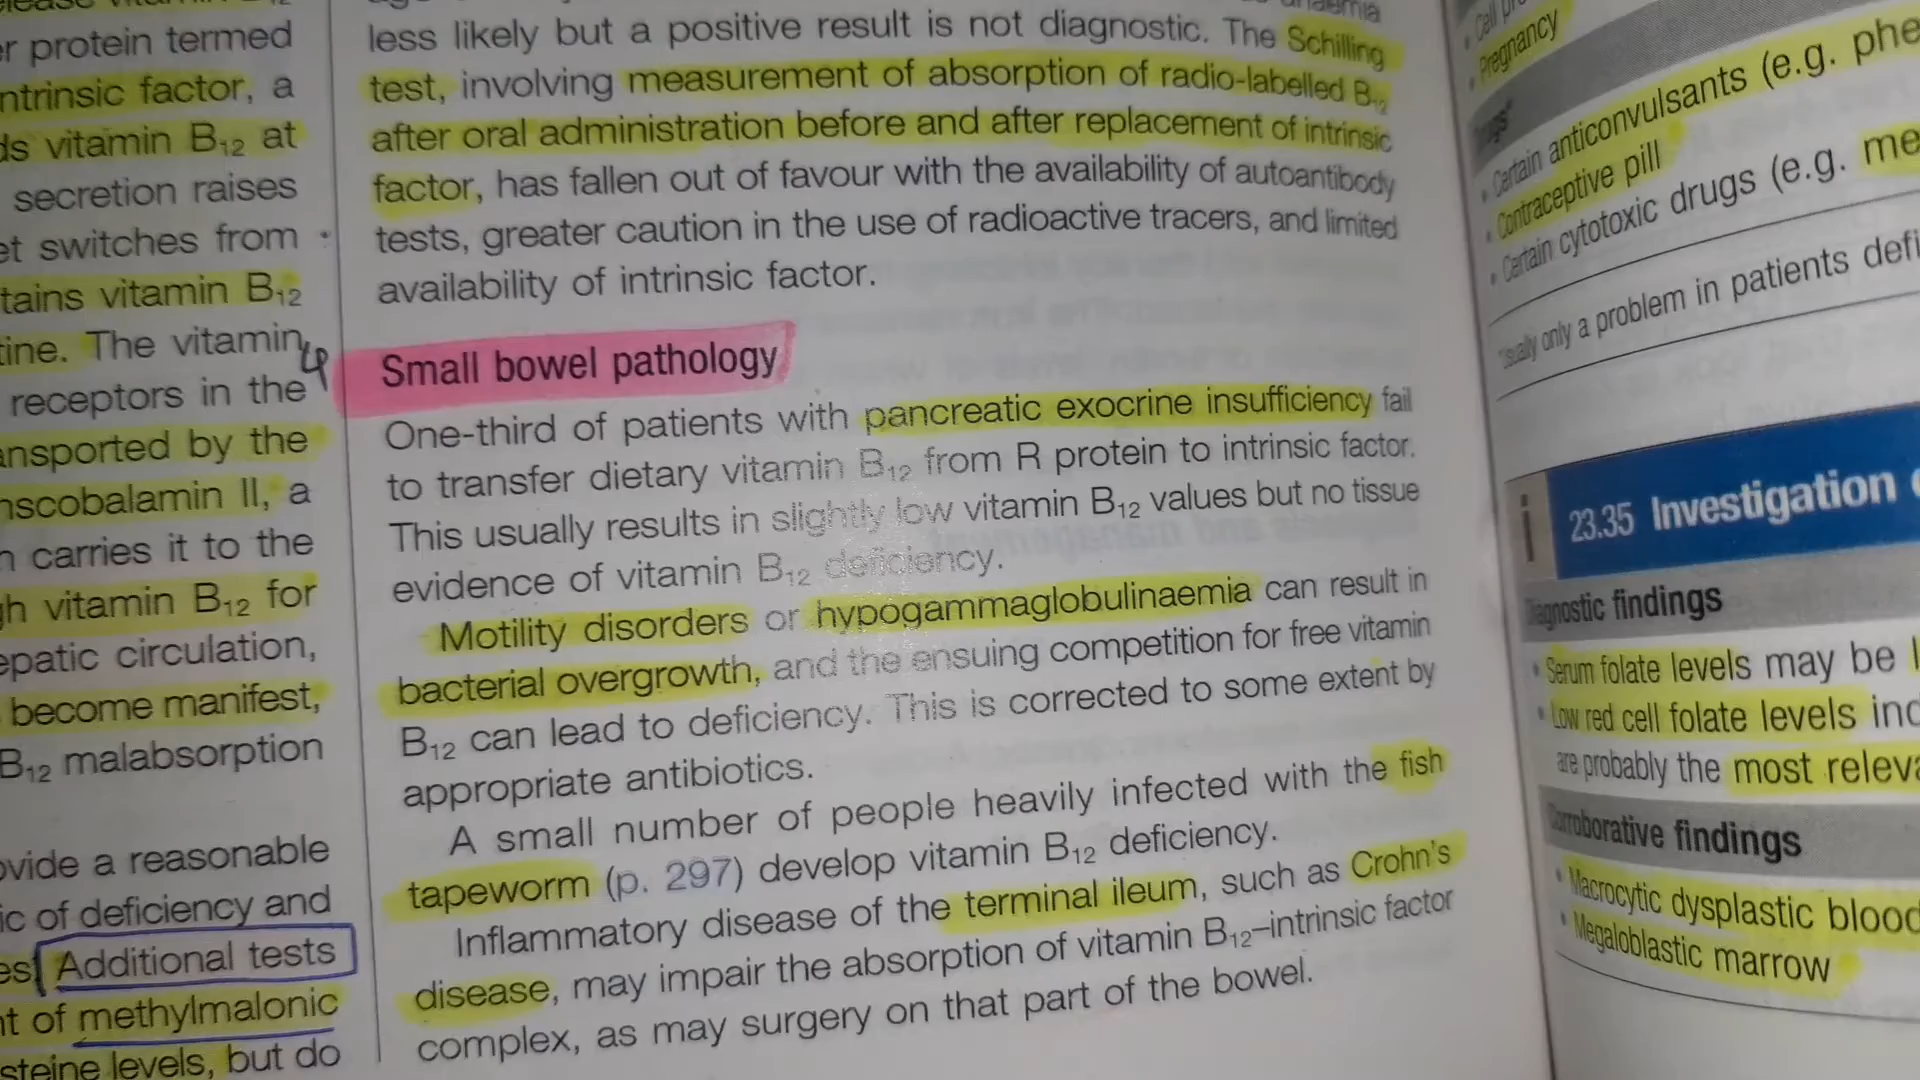 er protein termed
ntrinsic factor, a
ds vitamin B12 at
secretion raises
et switches from
tains vitamin B12
tine. The vitamin
receptors in the
ansported by the
nscobalamin II, a
n carries it to the
gh vitamin B12 for
epatic circulation,
become manifest,
B12 malabsorption
ovide a reasonable
ic of deficiency and
es Additional tests
nt of methylmalonic
steine levels, but do
less likely but a positive result is not diagnostic. The Schilling
test, involving measurement of absorption of radio-labelled B12
after oral administration before and after replacement of intrinsic
factor, has fallen out of favour with the availability of autoantibody
tests, greater caution in the use of radioactive tracers, and limited
availability of intrinsic factor.
4
Small bowel pathology
One-third of patients with pancreatic exocrine insufficiency fail
to transfer dietary vitamin B12 from R protein to intrinsic factor.
This usually results in slightly low vitamin B12 values but no tissue
evidence of vitamin B12 deficiency.
Motility disorders or hypogammaglobulinaemia can result in
bacterial overgrowth, and the ensuing competition for free vitamin
B12 can lead to deficiency. This is corrected to some extent by
appropriate antibiotics.
A small number of people heavily infected with the fish
tapeworm (p. 297) develop vitamin B12 deficiency.
Inflammatory disease of the terminal ileum, such as Crohn's
disease, may impair the absorption of vitamin B12–intrinsic factor
complex, as may surgery on that part of the bowel.
• Pregnancy
• Certain anticonvulsants (e.g. phe
• Contraceptive pill
• Certain cytotoxic drugs (e.g. me
only a problem in patients defi
i 23.35 Investigation
Diagnostic findings
• Serum folate levels may be l
• Low red cell folate levels ind
are probably the most releva
Corroborative findings
• Macrocytic dysplastic blood
• Megaloblastic marrow